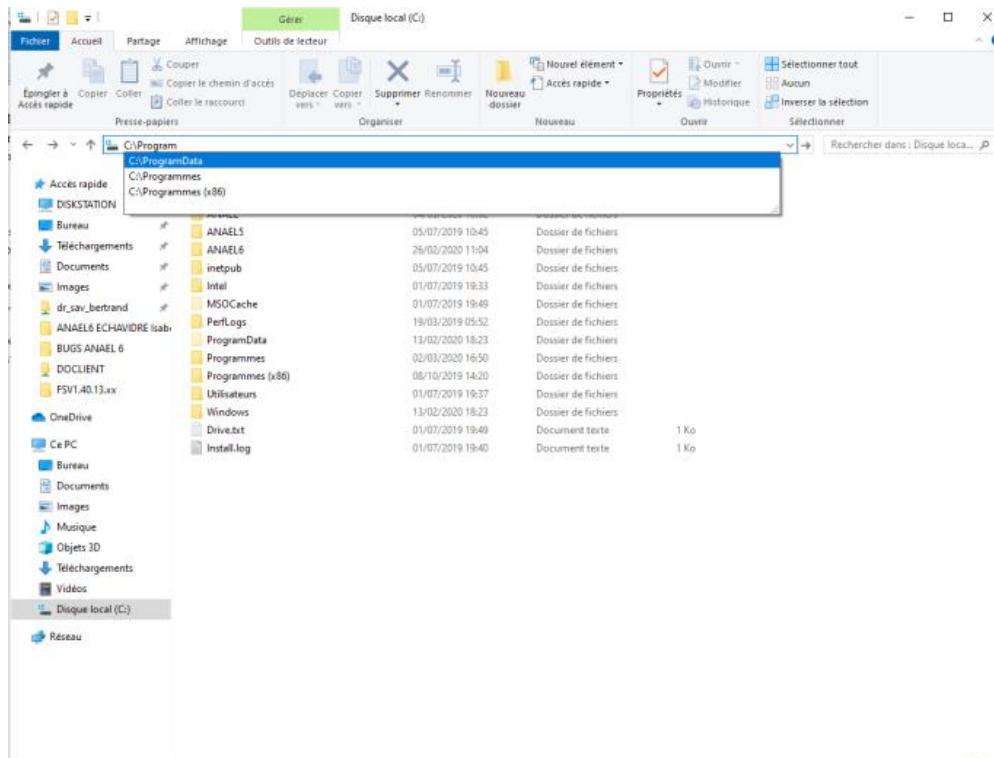 Gérer Disque local (C:)
Fichier Accueil Partage Affichage Outils de lecteur
Épingler à Accès rapide
Copier
Coller
Couper
Copier le chemin d'accès
Coller le raccourci
Presse-papiers
Déplacer vers
Copier vers
Supprimer
Renommer
Organiser
Nouveau dossier
Nouvel élément
Accès rapide
Nouveau
Propriétés
Ouvrir
Modifier
Historique
Ouvrir
Sélectionner tout
Aucun
Inverser la sélection
Sélectionner
C:\Program
Rechercher dans : Disque loca...
C:\ProgramData
C:\Programmes
C:\Programmes (x86)
Accès rapide
DISKSTATION
Bureau
Téléchargements
Documents
Images
dr_sav_bertrand
ANAEL6 ECHAVIDRE Isab
BUGS ANAEL 6
DOCLIENT
FSV1.40.13.xx
OneDrive
Ce PC
Bureau
Documents
Images
Musique
Objets 3D
Téléchargements
Vidéos
Disque local (C:)
Réseau
ANAEL5 05/07/2019 10:45 Dossier de fichiers
ANAEL6 26/02/2020 11:04 Dossier de fichiers
inetpub 05/07/2019 10:45 Dossier de fichiers
Intel 01/07/2019 19:33 Dossier de fichiers
MSOCache 01/07/2019 19:49 Dossier de fichiers
PerfLogs 19/03/2019 05:52 Dossier de fichiers
ProgramData 13/02/2020 18:23 Dossier de fichiers
Programmes 02/03/2020 16:50 Dossier de fichiers
Programmes (x86) 08/10/2019 14:20 Dossier de fichiers
Utilisateurs 01/07/2019 19:37 Dossier de fichiers
Windows 13/02/2020 18:23 Dossier de fichiers
Drive.txt 01/07/2019 19:49 Document texte 1 Ko
Install.log 01/07/2019 19:40 Document texte 1 Ko